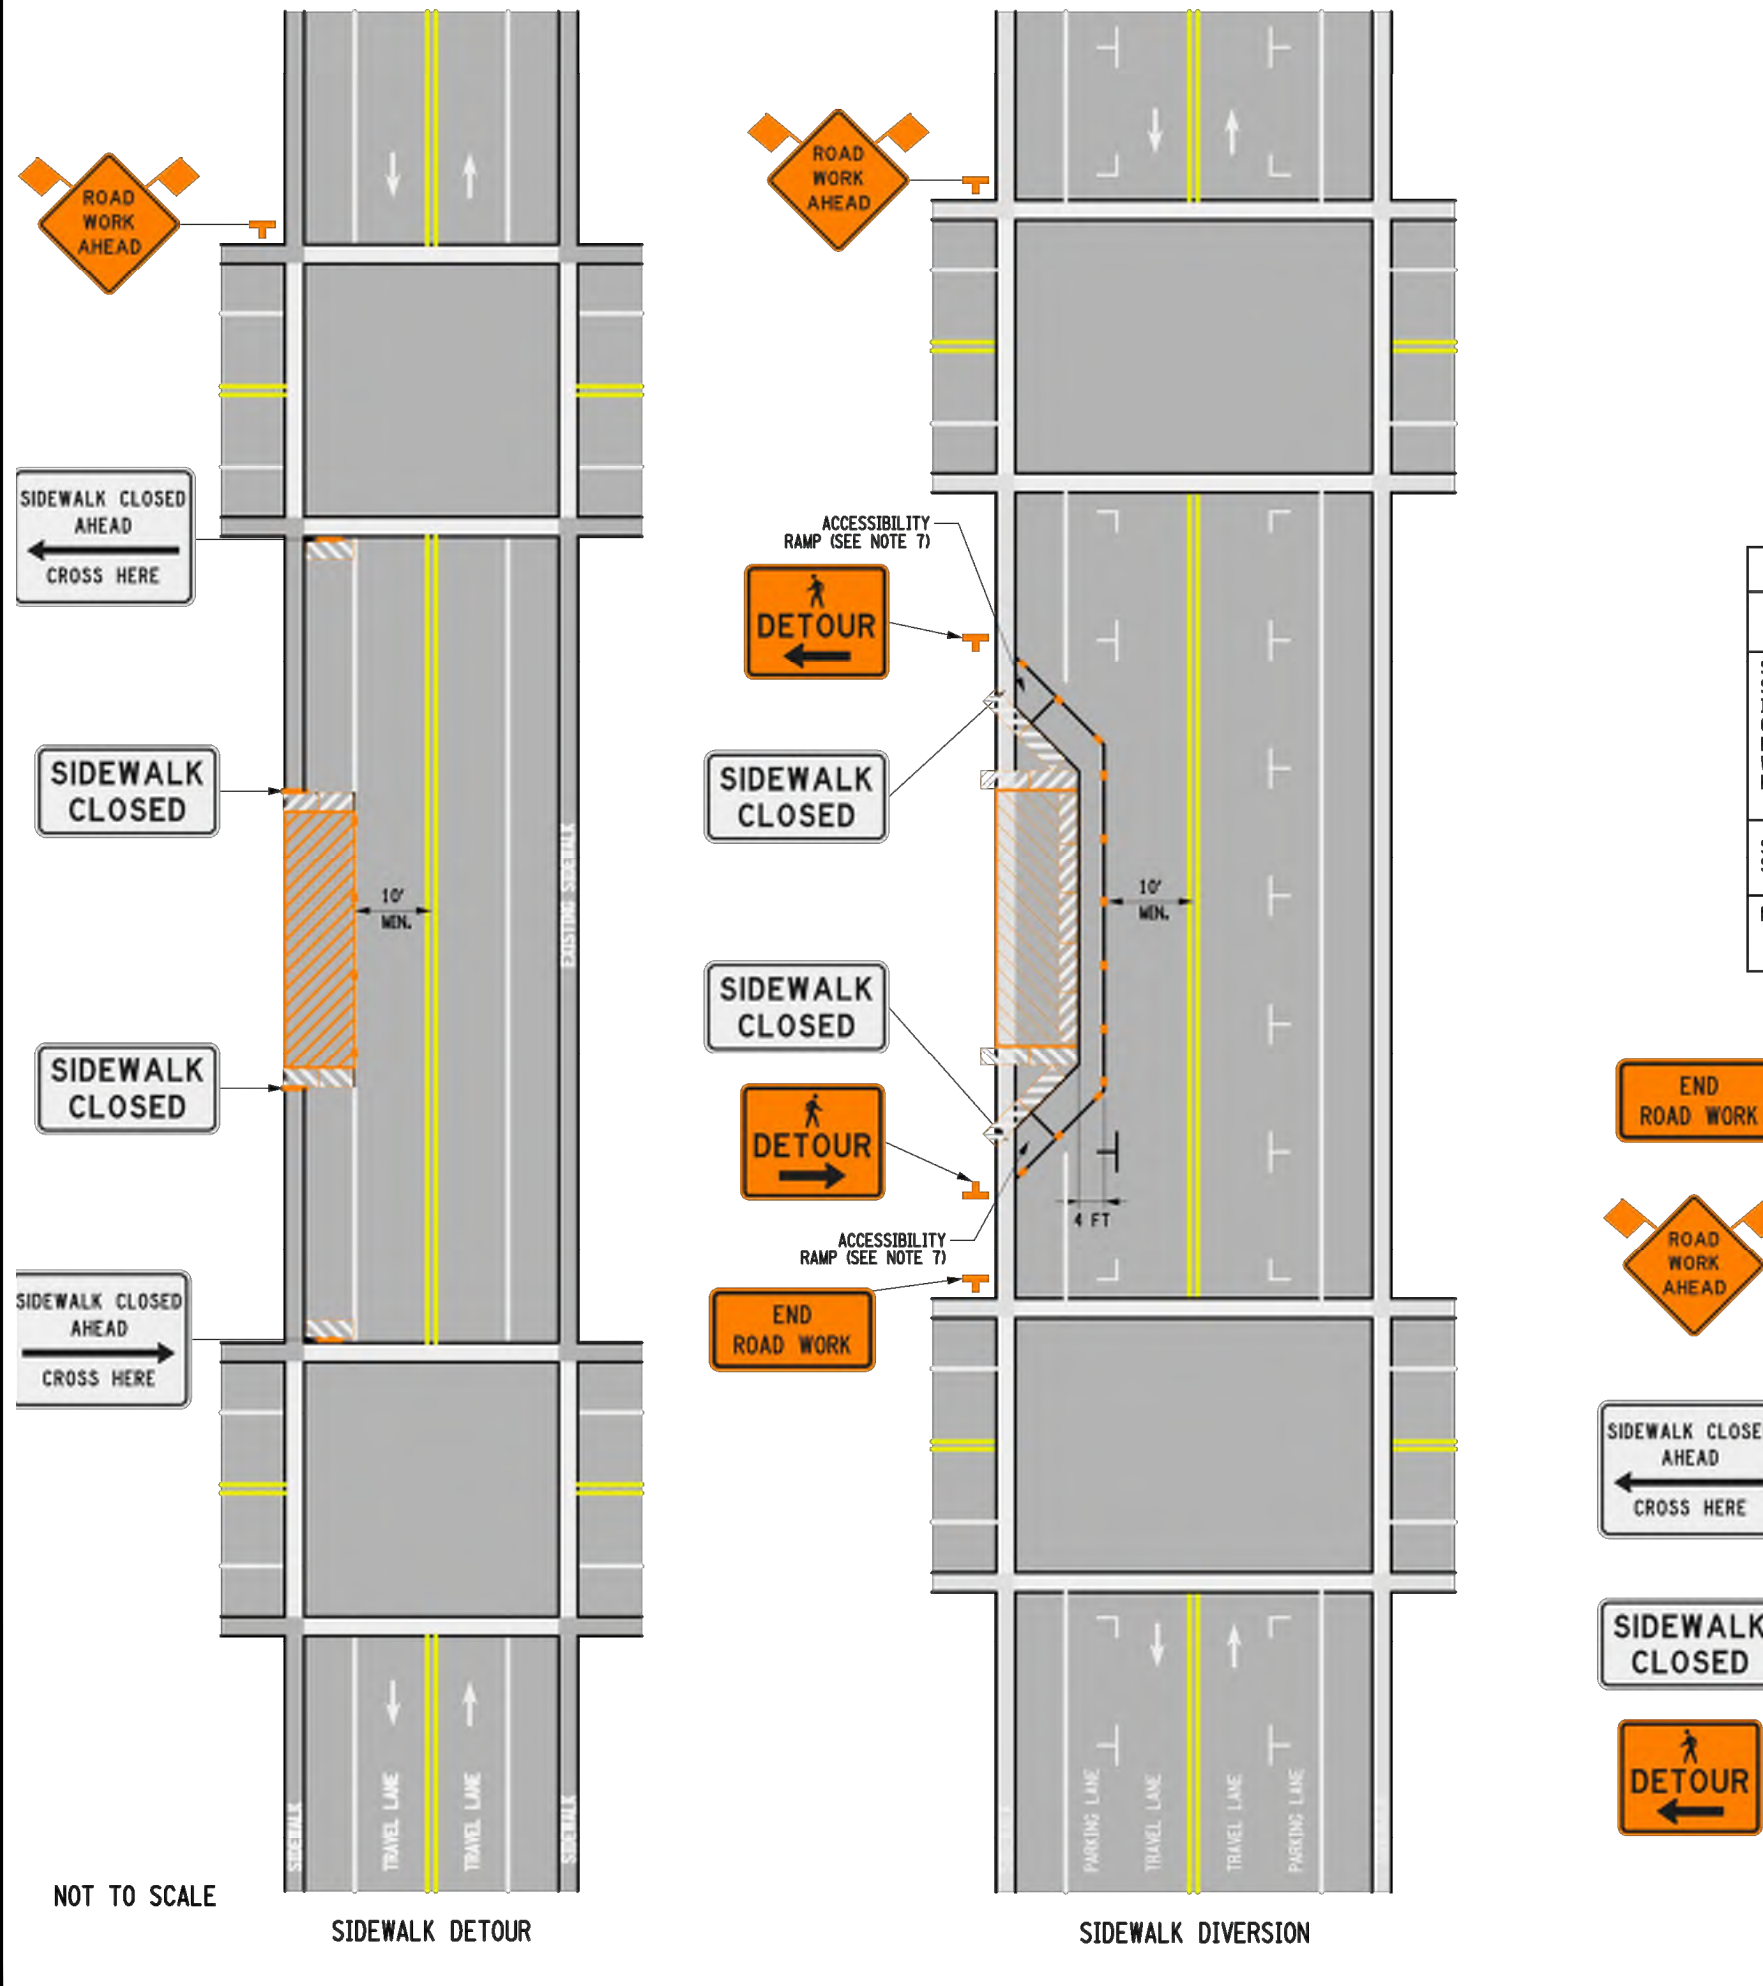 ROAD
WORK
AHEAD
SIDEWALK CLOSED
AHEAD
CROSS HERE
SIDEWALK
CLOSED
SIDEWALK
CLOSED
SIDEWALK CLOSED
AHEAD
CROSS HERE
10'
MIN.
EXISTING SIDEWALK
SIDEWALK
TRAVEL LANE
TRAVEL LANE
SIDEWALK
NOT TO SCALE
SIDEWALK DETOUR
ROAD
WORK
AHEAD
ACCESSIBILITY
RAMP (SEE NOTE 7)
DETOUR
SIDEWALK
CLOSED
SIDEWALK
CLOSED
DETOUR
10'
MIN.
4 FT
ACCESSIBILITY
RAMP (SEE NOTE 7)
END
ROAD WORK
PARKING LANE
TRAVEL LANE
TRAVEL LANE
PARKING LANE
SIDEWALK DIVERSION
END
ROAD WORK
ROAD
WORK
AHEAD
SIDEWALK CLOSE
AHEAD
CROSS HERE
SIDEWALK
CLOSED
DETOUR